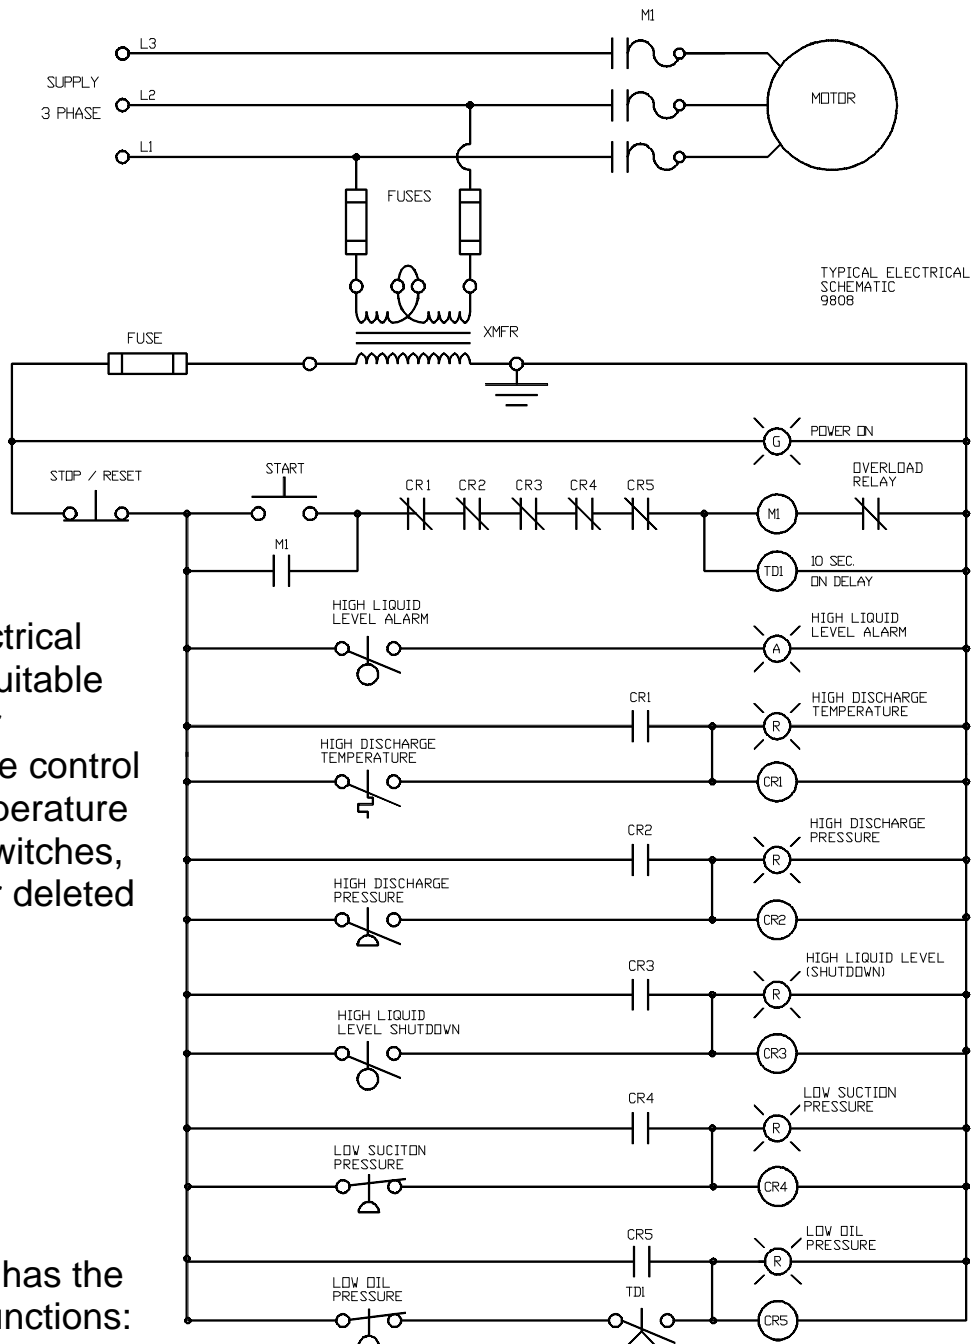 M1
L3
SUPPLY
L2
MOTOR
3 PHASE
L1
FUSES
TYPICAL ELECTRICAL
SCHEMATIC
9808
XMFR
FUSE
G
POWER ON
STOP / RESET
START
CR1
CR2
CR3
CR4
CR5
OVERLOAD
RELAY
M1
M1
TD1
10 SEC.
ON DELAY
HIGH LIQUID
LEVEL ALARM
HIGH LIQUID
LEVEL ALARM
A
ctrical
uitable
CR1
HIGH DISCHARGE
TEMPERATURE
R
HIGH DISCHARGE
TEMPERATURE
CR1
e control
perature
witches,
r deleted
CR2
HIGH DISCHARGE
PRESSURE
R
HIGH DISCHARGE
PRESSURE
CR2
CR3
HIGH LIQUID LEVEL
(SHUTDOWN)
R
HIGH LIQUID
LEVEL SHUTDOWN
CR3
CR4
LOW SUCTION
PRESSURE
R
LOW SUCITON
PRESSURE
CR4
CR5
LOW OIL
PRESSURE
R
has the
unctions:
LOW OIL
PRESSURE
TD1
CR5